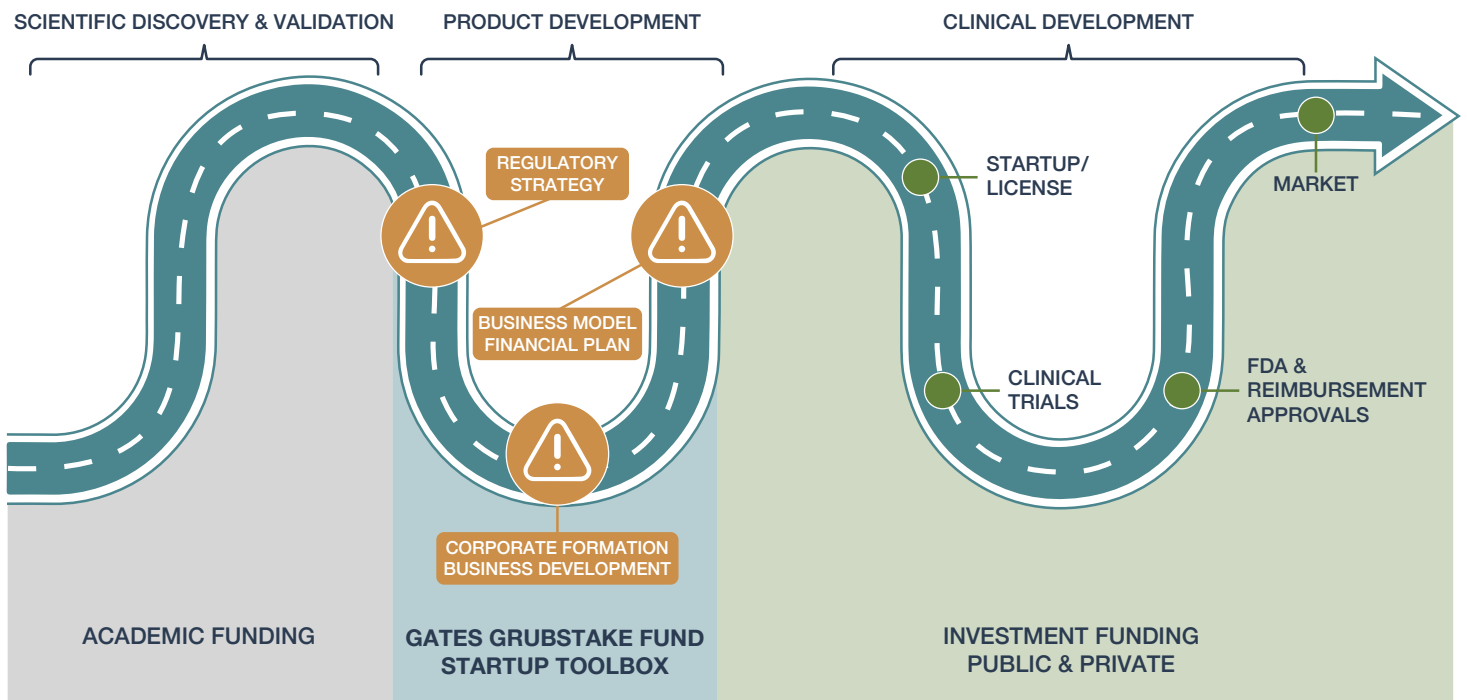 SCIENTIFIC DISCOVERY & VALIDATION
PRODUCT DEVELOPMENT
CLINICAL DEVELOPMENT
REGULATORY
STRATEGY
BUSINESS MODEL
FINANCIAL PLAN
CORPORATE FORMATION
BUSINESS DEVELOPMENT
STARTUP/
LICENSE
CLINICAL
TRIALS
FDA &
REIMBURSEMENT
APPROVALS
MARKET
ACADEMIC FUNDING
GATES GRUBSTAKE FUND
STARTUP TOOLBOX
INVESTMENT FUNDING
PUBLIC & PRIVATE